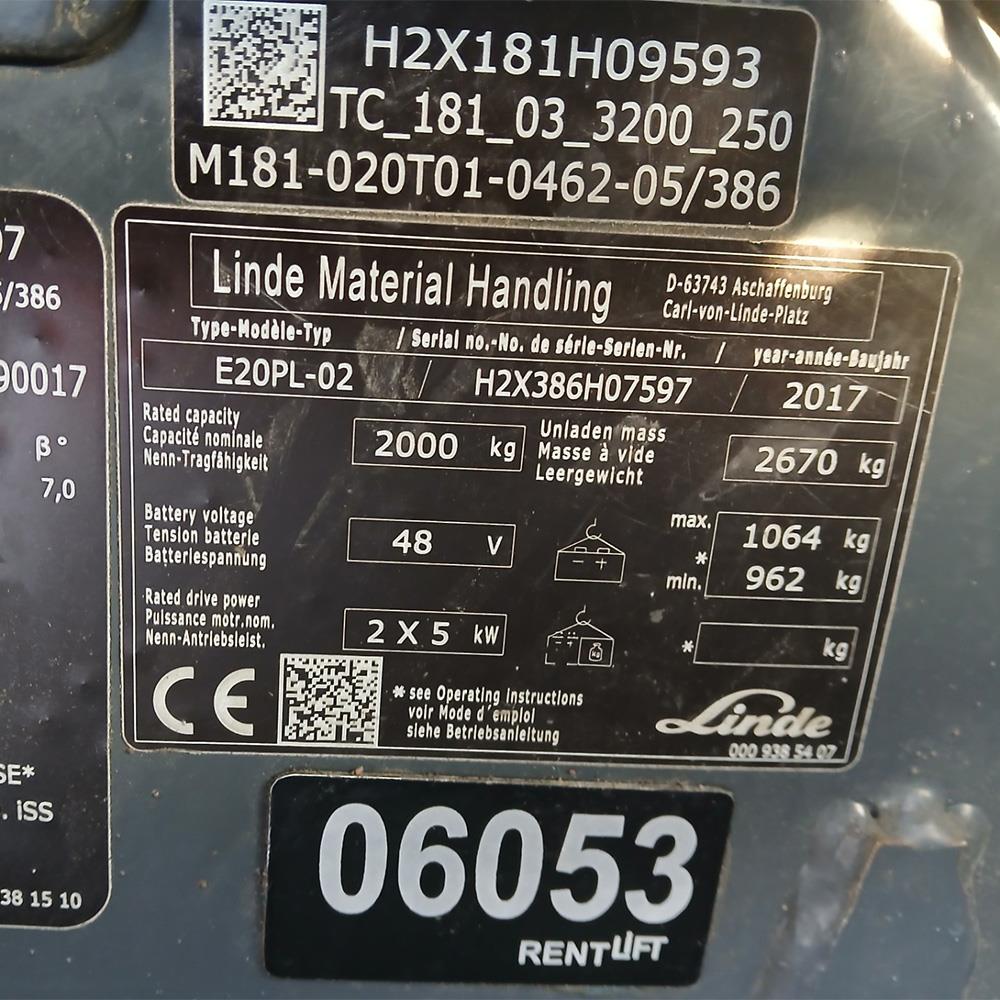 H2X181H09593
TC_181_03_3200_250
M181-020T01-0462-05/386
07
/386
90017
β°
7,0
SE*
. iSS
38 15 10
Linde Material Handling
D-63743 Aschaffenburg
Carl-von-Linde-Platz
Type-Modèle-Typ / Serial no.-No. de série-Serien-Nr. / year-année-Baujahr
E20PL-02 / H2X386H07597 / 2017
Rated capacity
Capacité nominale
Nenn-Tragfähigkeit
2000 kg
Unladen mass
Masse à vide
Leergewicht
2670 kg
Battery voltage
Tension batterie
Batteriespannung
48 V
- +
max. 1064 kg
*
min. 962 kg
Rated drive power
Puissance motr.nom.
Nenn-Antriebsleist.
2 X 5 kW
* kg
CE
* see Operating instructions
voir Mode d´emploi
siehe Betriebsanleitung
Linde
000 938 54 07
06053
RENTLIFT